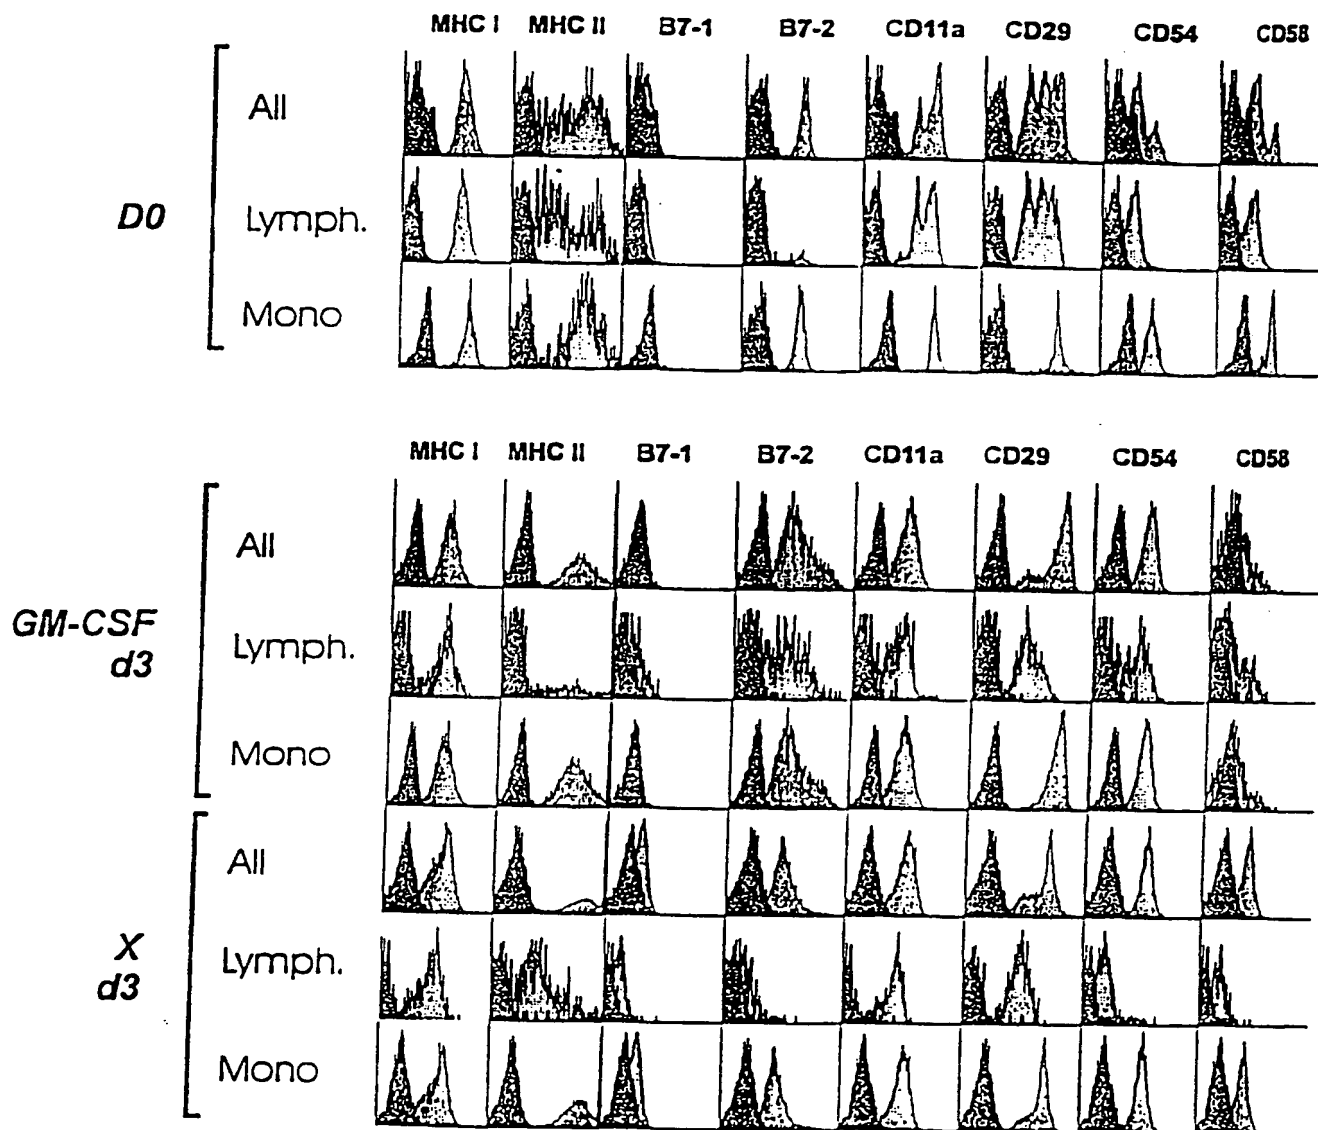 MHC I MHC II B7-1 B7-2 CD11a CD29 CD54 CD58
All
D0 Lymph.
Mono
MHC I MHC II B7-1 B7-2 CD11a CD29 CD54 CD58
All
GM-CSF
d3
Lymph.
Mono
All
X
d3
Lymph.
Mono